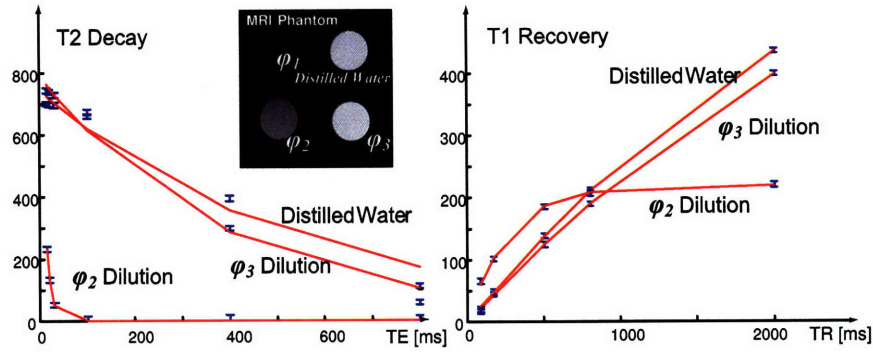 T2 Decay
800
600
400
200
0
0
200
400
600
TE [ms]
Distilled Water
φ3 Dilution
φ2 Dilution
MRI Phantom
φ1
Distilled Water
φ2
φ3
T1 Recovery
400
300
200
100
0
0
1000
2000
TR [ms]
Distilled Water
φ3 Dilution
φ2 Dilution